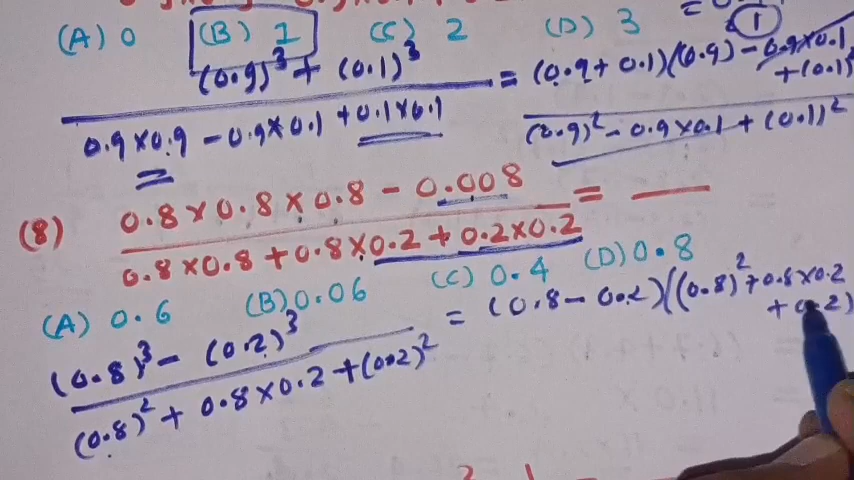 (A) 0 (B) 1 (C) 2 (D) 3
(0.9)³ + (0.1)³ = (0.9 + 0.1)(0.9)² - 0.9×0.1 + (0.1)²
0.9×0.9 - 0.9×0.1 + 0.1×0.1 (0.9)² - 0.9×0.1 + (0.1)²
1
(8) 0.8 × 0.8 × 0.8 - 0.008 = ____
0.8×0.8 + 0.8×0.2 + 0.2×0.2
(A) 0.6 (B) 0.06 (C) 0.4 (D) 0.8
(0.8)³ - (0.2)³ = (0.8 - 0.2)((0.8)² + 0.8×0.2
+ 0.2)
(0.8)² + 0.8×0.2 + (0.2)²